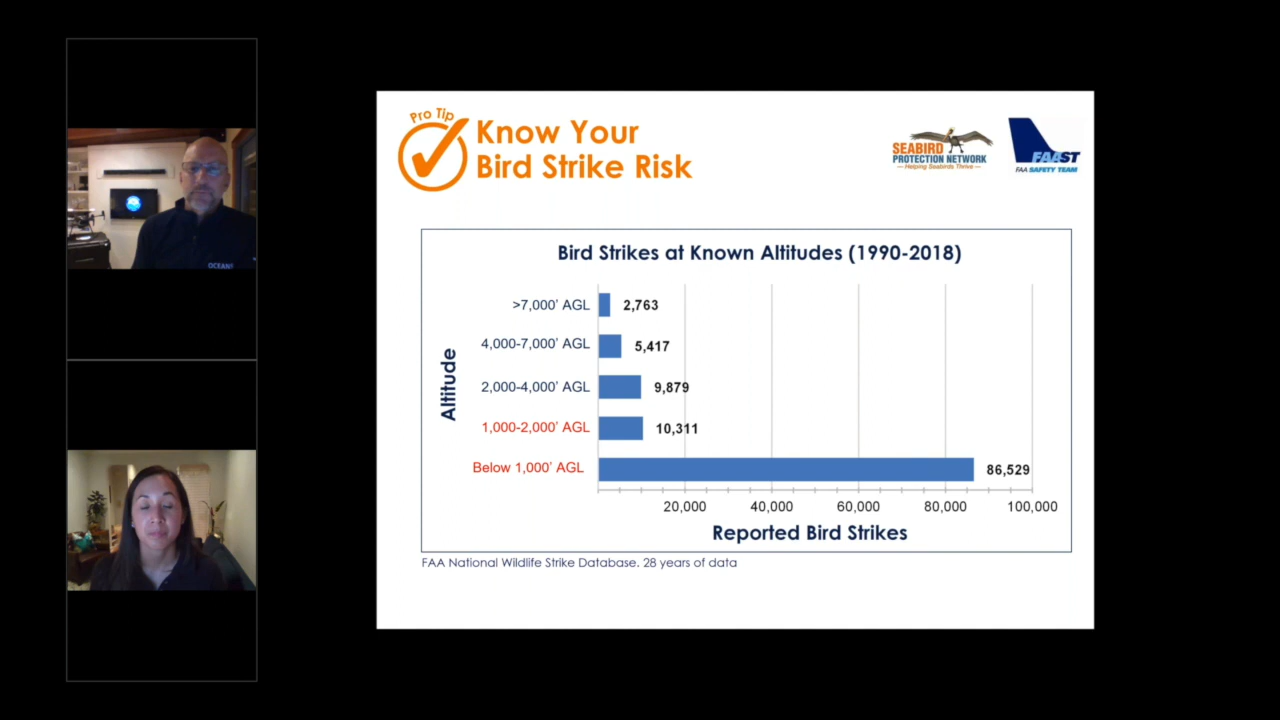 Pro Tip
Know Your
Bird Strike Risk
SEABIRD
PROTECTION NETWORK
—Helping Seabirds Thrive—
FAAST
FAA SAFETY TEAM
Bird Strikes at Known Altitudes (1990-2018)
Altitude
>7,000' AGL 2,763
4,000-7,000' AGL 5,417
2,000-4,000' AGL 9,879
1,000-2,000' AGL 10,311
Below 1,000' AGL 86,529
20,000 40,000 60,000 80,000 100,000
Reported Bird Strikes
FAA National Wildlife Strike Database. 28 years of data
OCEANS